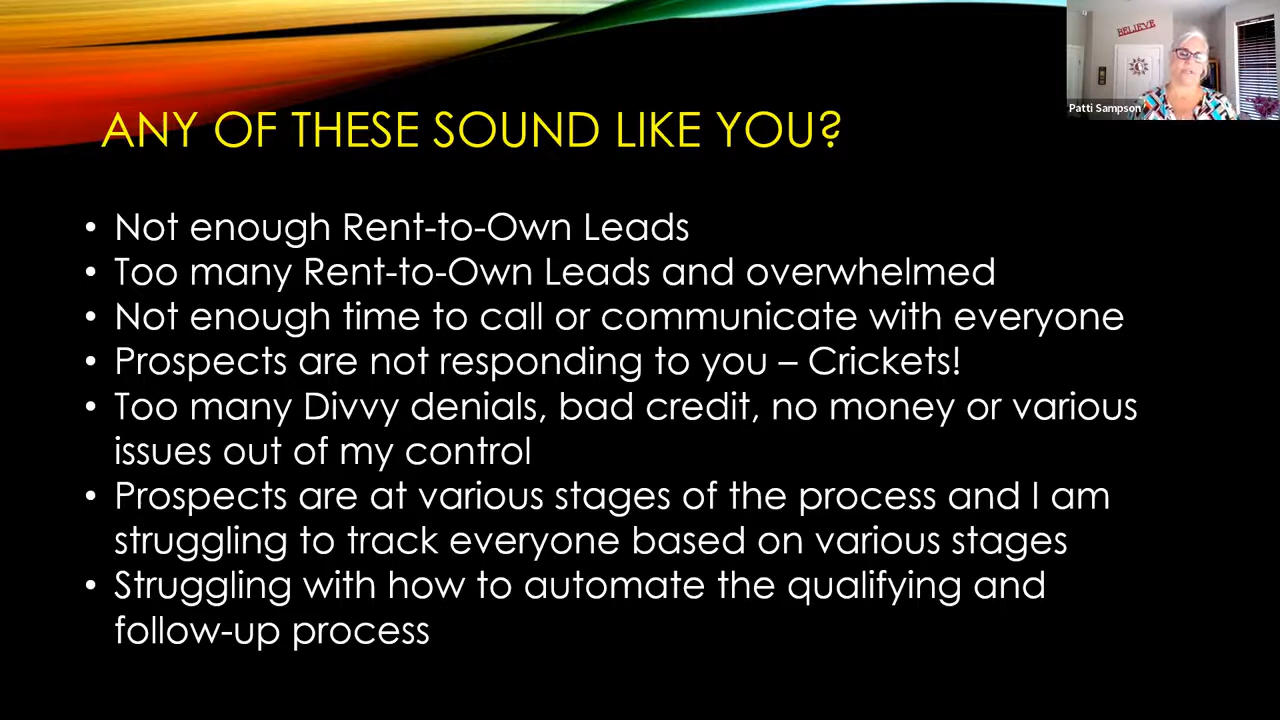 BELIEVE
Patti Sampson
ANY OF THESE SOUND LIKE YOU?
• Not enough Rent-to-Own Leads
• Too many Rent-to-Own Leads and overwhelmed
• Not enough time to call or communicate with everyone
• Prospects are not responding to you – Crickets!
• Too many Divvy denials, bad credit, no money or various
issues out of my control
• Prospects are at various stages of the process and I am
struggling to track everyone based on various stages
• Struggling with how to automate the qualifying and
follow-up process